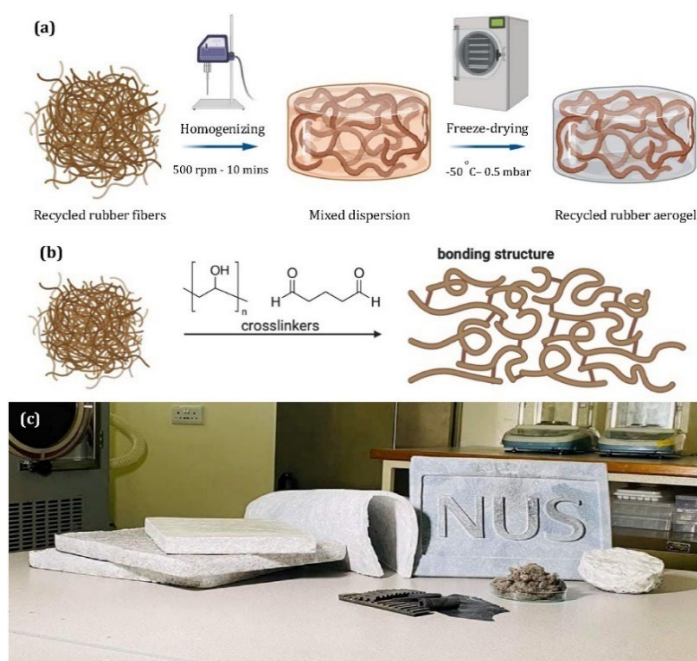 (a)
Homogenizing
500 rpm - 10 mins
Freeze-drying
-50 °C– 0.5 mbar
Recycled rubber fibers
Mixed dispersion
Recycled rubber aerogel
(b)
OH
n
O
O
H
H
crosslinkers
bonding structure
(c)
NUS